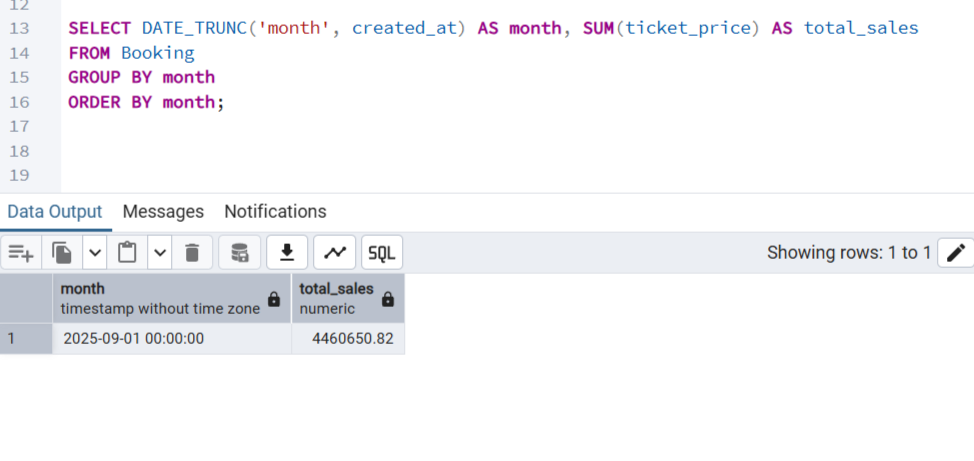 12
13 SELECT DATE_TRUNC('month', created_at) AS month, SUM(ticket_price) AS total_sales
14 FROM Booking
15 GROUP BY month
16 ORDER BY month;
17
18
19
Data Output Messages Notifications
SQL Showing rows: 1 to 1
month total_sales
timestamp without time zone numeric
1 2025-09-01 00:00:00 4460650.82